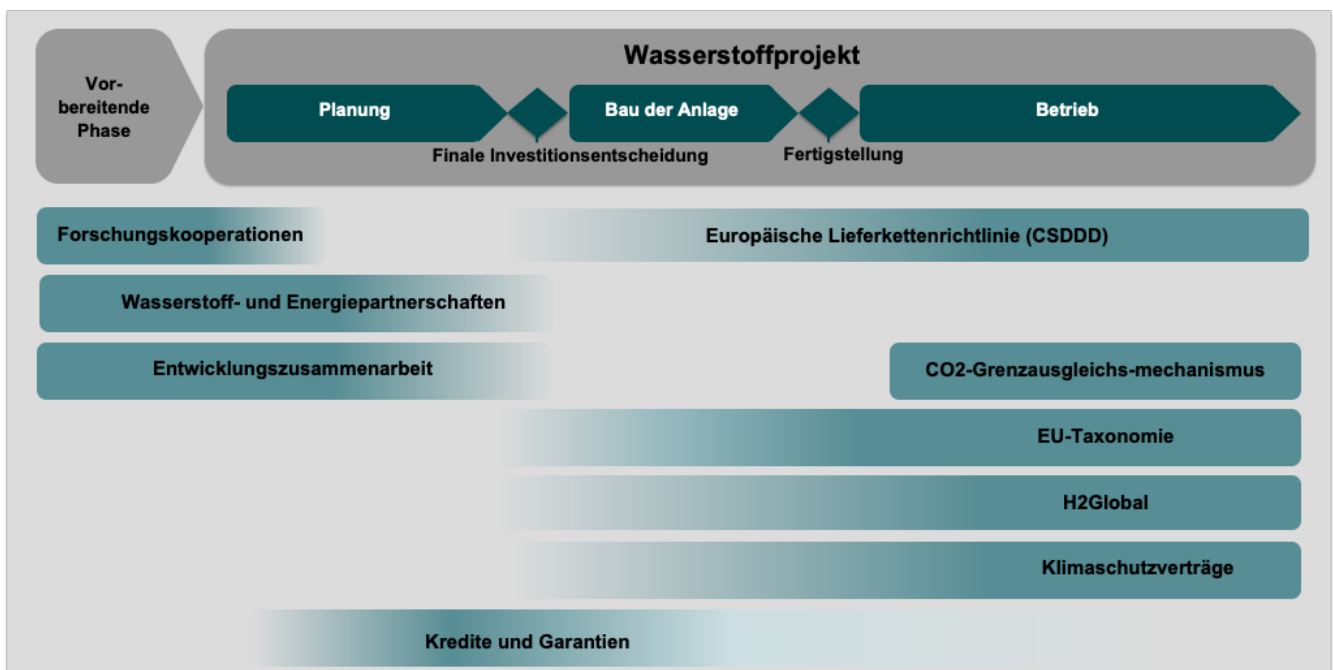 Wasserstoffprojekt
Vor-
bereitende
Phase
Planung
Bau der Anlage
Betrieb
Finale Investitionsentscheidung
Fertigstellung
Forschungskooperationen
Europäische Lieferkettenrichtlinie (CSDDD)
Wasserstoff- und Energiepartnerschaften
Entwicklungszusammenarbeit
CO2-Grenzausgleichs-mechanismus
EU-Taxonomie
H2Global
Klimaschutzverträge
Kredite und Garantien